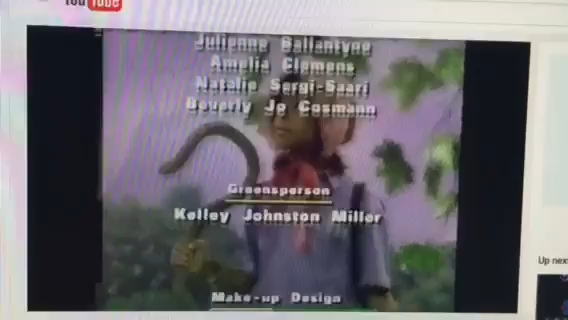 YouTube
Julienne Ballantyne
Amelia Clemens
Natalie Sergi-Saari
Beverly Jo Cosmann
Greensperson
Kelley Johnston Miller
Make-up Design
Up next